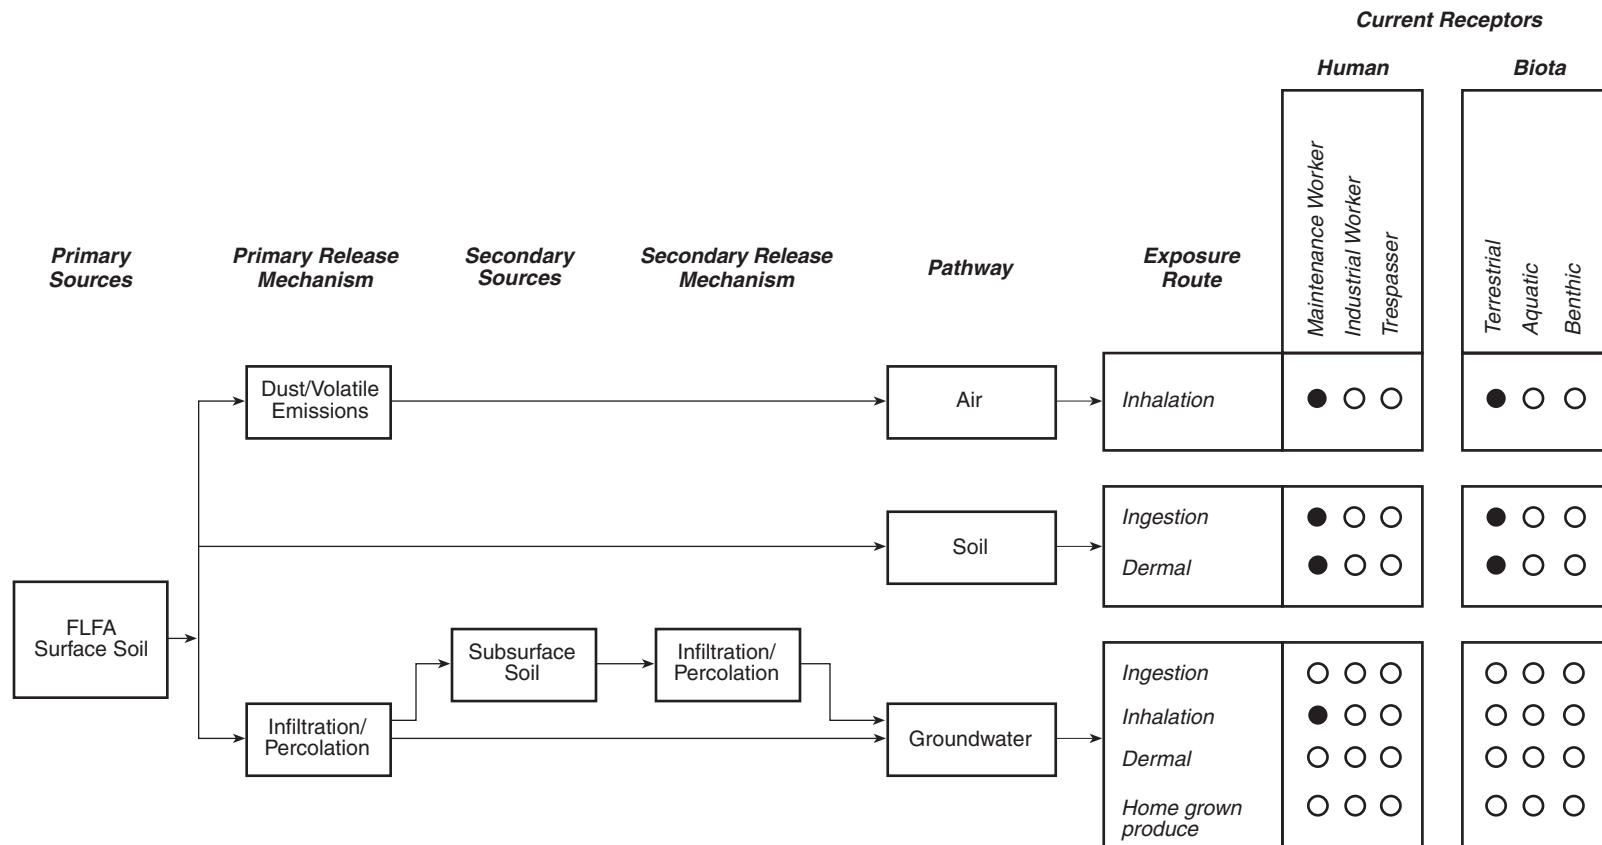 Current Receptors
Human
Biota
Maintenance Worker
Industrial Worker
Trespasser
Terrestrial
Aquatic
Benthic
Primary
Sources
Primary Release
Mechanism
Secondary
Sources
Secondary Release
Mechanism
Pathway
Exposure
Route
Dust/Volatile
Emissions
Air
Inhalation
Soil
Ingestion
Dermal
FLFA
Surface Soil
Subsurface
Soil
Infiltration/
Percolation
Infiltration/
Percolation
Groundwater
Ingestion
Inhalation
Dermal
Home grown
produce